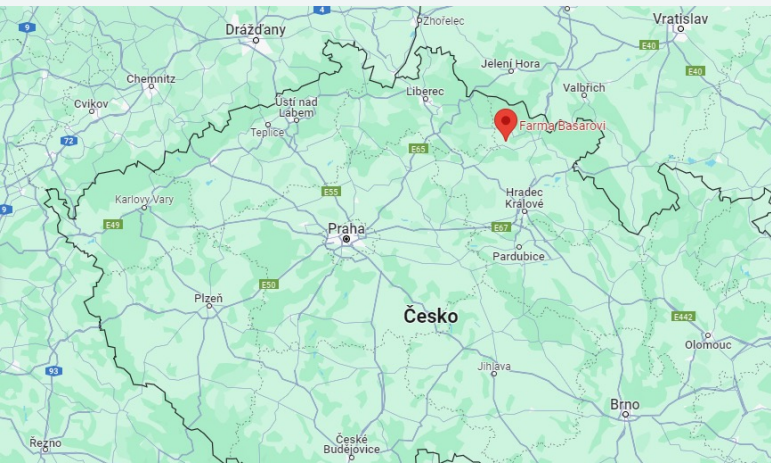 9
4
Drážďany
Zhořelec
Vratislav
E40
E40
Jelení Hora
Chemnitz
Cvikov
Liberec
Valbřich
Ústí nad
Labem
Teplice
Farma Basařovi
72
E65
E55
Karlovy Vary
Hradec
Králové
9
E49
Praha
E67
Pardubice
E50
Plzeň
Česko
E442
Olomouc
93
Jihlava
Brno
Řezno
České
Budějovice